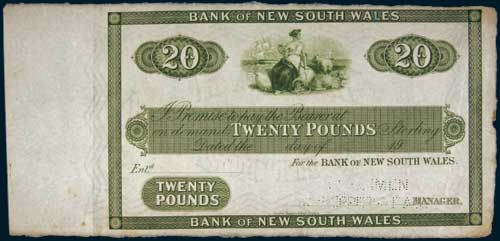 BANK OF NEW SOUTH WALES
20 20
I Promise to pay the Bearer
on demand TWENTY POUNDS Sterling
Dated the day of 19
For the BANK OF NEW SOUTH WALES.
Entd.
SPECIMEN
TWENTY
POUNDS
MANAGER.
BANK OF NEW SOUTH WALES